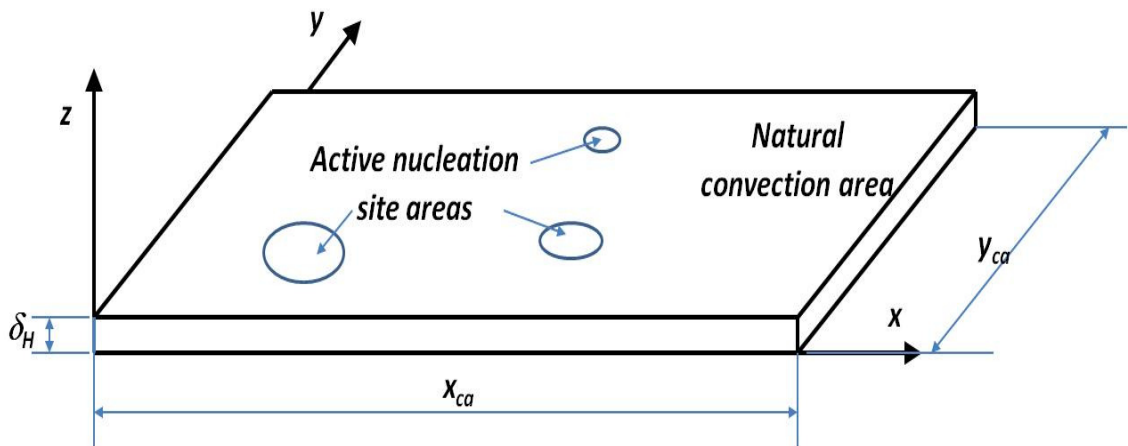 y
z
Active nucleation
site areas
Natural
convection area
y_ca
x
δ_H
x_ca